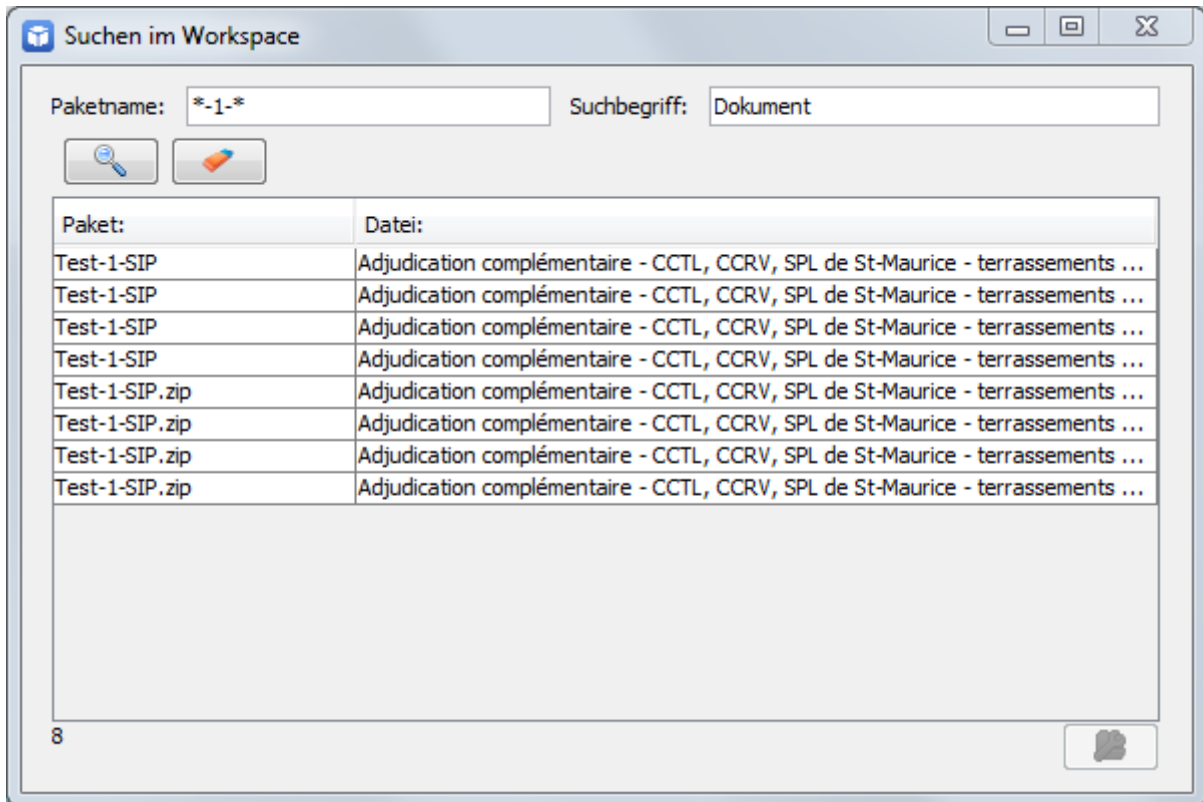 Suchen im Workspace
Paketname: *-1-* Suchbegriff: Dokument
Paket: Datei:
Test-1-SIP Adjudication complémentaire - CCTL, CCRV, SPL de St-Maurice - terrassements ...
Test-1-SIP Adjudication complémentaire - CCTL, CCRV, SPL de St-Maurice - terrassements ...
Test-1-SIP Adjudication complémentaire - CCTL, CCRV, SPL de St-Maurice - terrassements ...
Test-1-SIP Adjudication complémentaire - CCTL, CCRV, SPL de St-Maurice - terrassements ...
Test-1-SIP.zip Adjudication complémentaire - CCTL, CCRV, SPL de St-Maurice - terrassements ...
Test-1-SIP.zip Adjudication complémentaire - CCTL, CCRV, SPL de St-Maurice - terrassements ...
Test-1-SIP.zip Adjudication complémentaire - CCTL, CCRV, SPL de St-Maurice - terrassements ...
Test-1-SIP.zip Adjudication complémentaire - CCTL, CCRV, SPL de St-Maurice - terrassements ...
8